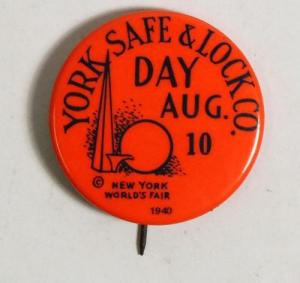 YORK SAFE & LOCK CO.
DAY
AUG.
10
© NEW YORK
WORLD'S FAIR
1940